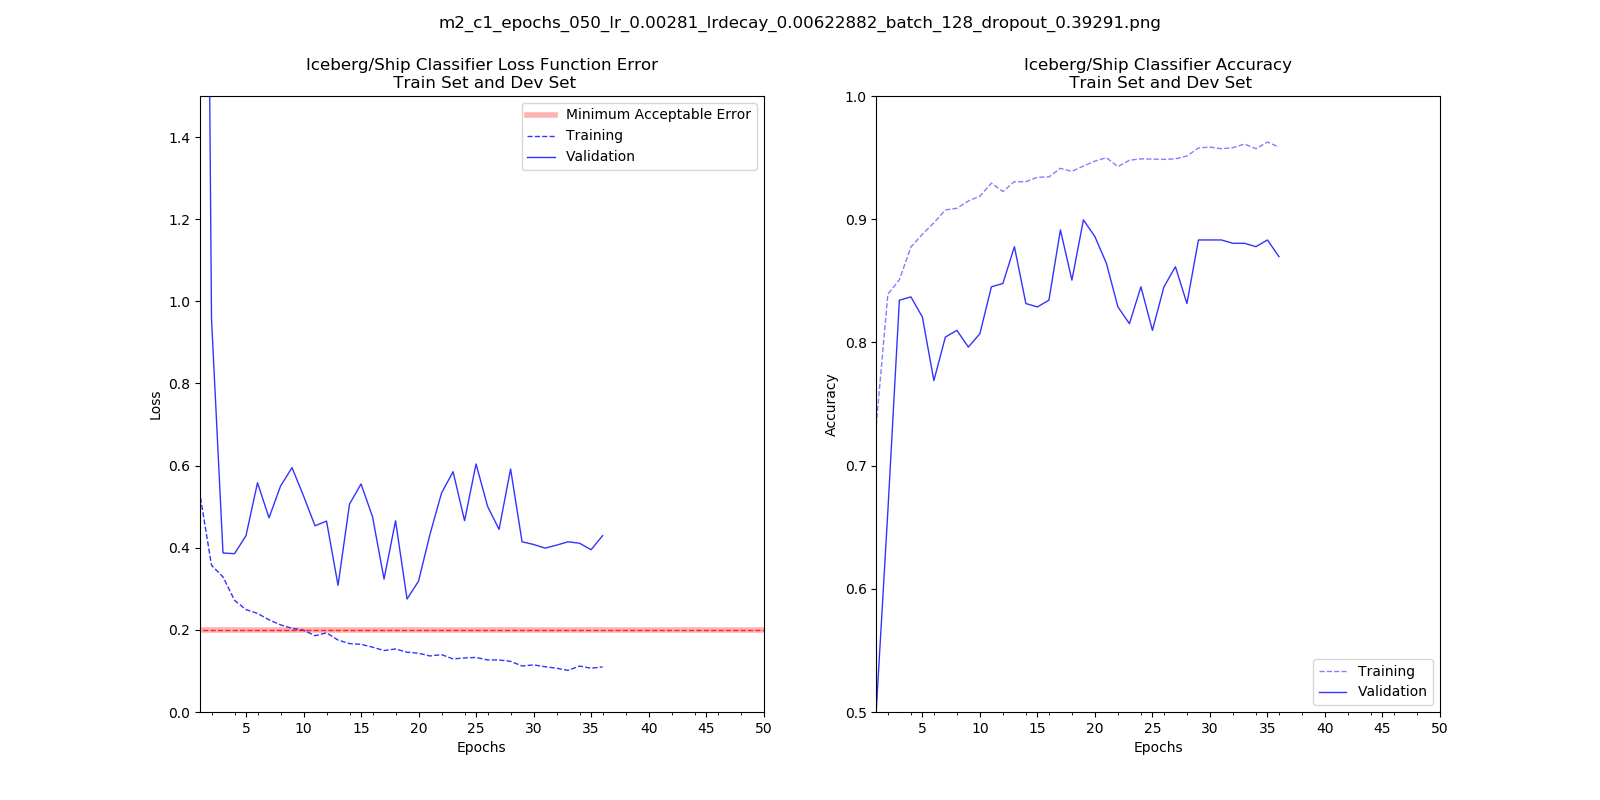 m2_c1_epochs_050_lr_0.00281_lrdecay_0.00622882_batch_128_dropout_0.39291.png
Iceberg/Ship Classifier Loss Function Error
Train Set and Dev Set
1.4
1.2
1.0
0.8
0.6
0.4
0.2
0.0
Loss
Minimum Acceptable Error
Training
Validation
5 10 15 20 25 30 35 40 45 50
Epochs
Iceberg/Ship Classifier Accuracy
Train Set and Dev Set
1.0
0.9
0.8
0.7
0.6
0.5
Accuracy
Training
Validation
5 10 15 20 25 30 35 40 45 50
Epochs